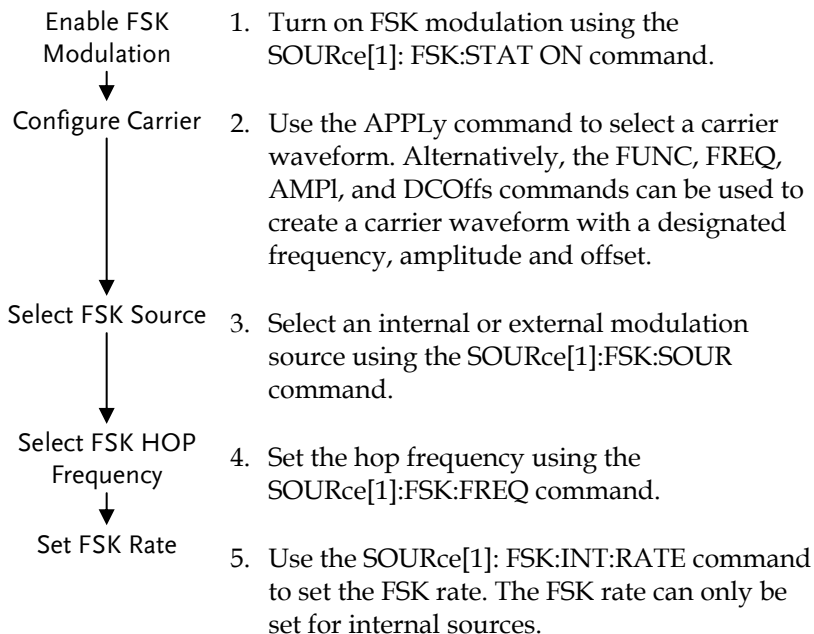 Enable FSK
Modulation
1. Turn on FSK modulation using the
SOURce[1]: FSK:STAT ON command.
Configure Carrier
2. Use the APPLy command to select a carrier
waveform. Alternatively, the FUNC, FREQ,
AMPl, and DCOffs commands can be used to
create a carrier waveform with a designated
frequency, amplitude and offset.
Select FSK Source
3. Select an internal or external modulation
source using the SOURce[1]:FSK:SOUR
command.
Select FSK HOP
Frequency
4. Set the hop frequency using the
SOURce[1]:FSK:FREQ command.
Set FSK Rate
5. Use the SOURce[1]: FSK:INT:RATE command
to set the FSK rate. The FSK rate can only be
set for internal sources.